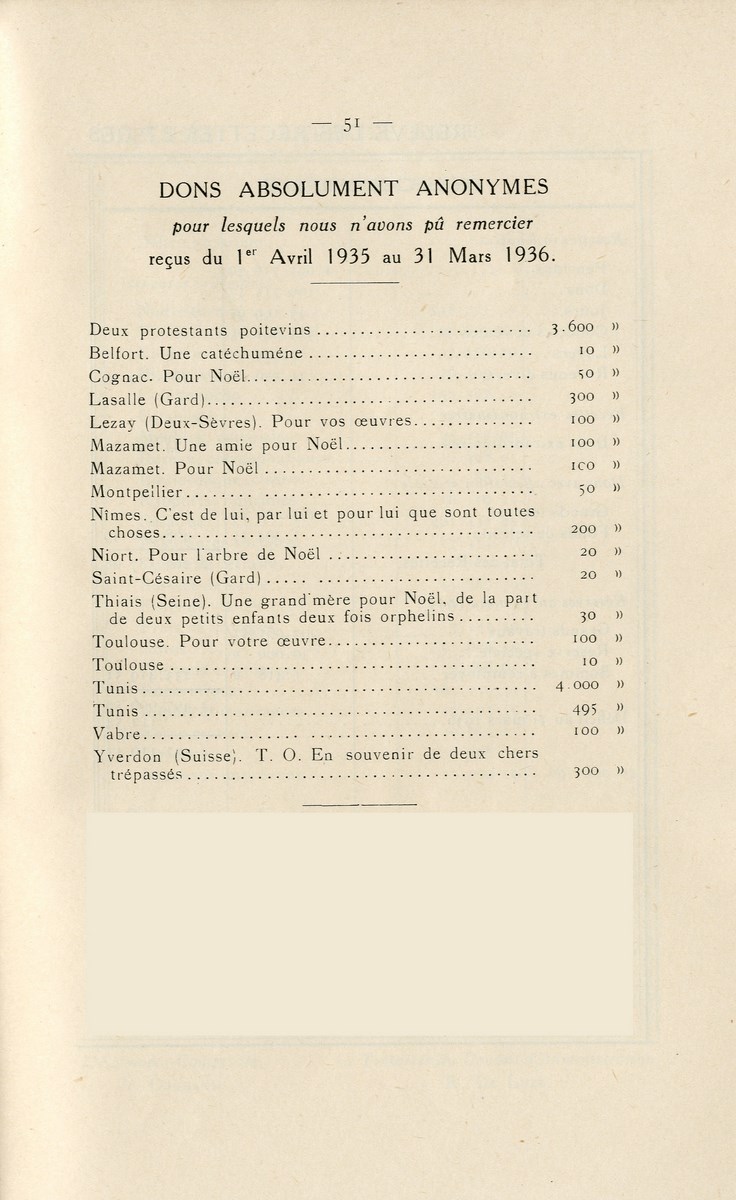 — 51 —
DONS ABSOLUMENT ANONYMES
pour lesquels nous n'avons pû remercier
reçus du 1er Avril 1935 au 31 Mars 1936.
Deux protestants poitevins ........................ 3.600 »
Belfort. Une catéchuméne ........................ 10 »
Cognac. Pour Noël.............................. 50 »
Lasalle (Gard).................................. 300 »
Lezay (Deux-Sèvres). Pour vos œuvres.............. 100 »
Mazamet. Une amie pour Noël.................... 100 »
Mazamet. Pour Noël ............................ 100 »
Montpellier........ ............................ 50 »
Nîmes. C'est de lui, par lui et pour lui que sont toutes
choses........................................ 200 »
Niort. Pour l'arbre de Noël ...................... 20 »
Saint-Césaire (Gard) ..... ........................ 20 »
Thiais (Seine). Une grand'mère pour Noël, de la part
de deux petits enfants deux fois orphelins ......... 30 »
Toulouse. Pour votre œuvre...................... 100 »
Toulouse ...................................... 10 »
Tunis ......................................... 4.000 »
Tunis ......................................... 495 »
Vabre.................... ........................ 100 »
Yverdon (Suisse). T. O. En souvenir de deux chers
trépassés ..................................... 300 »